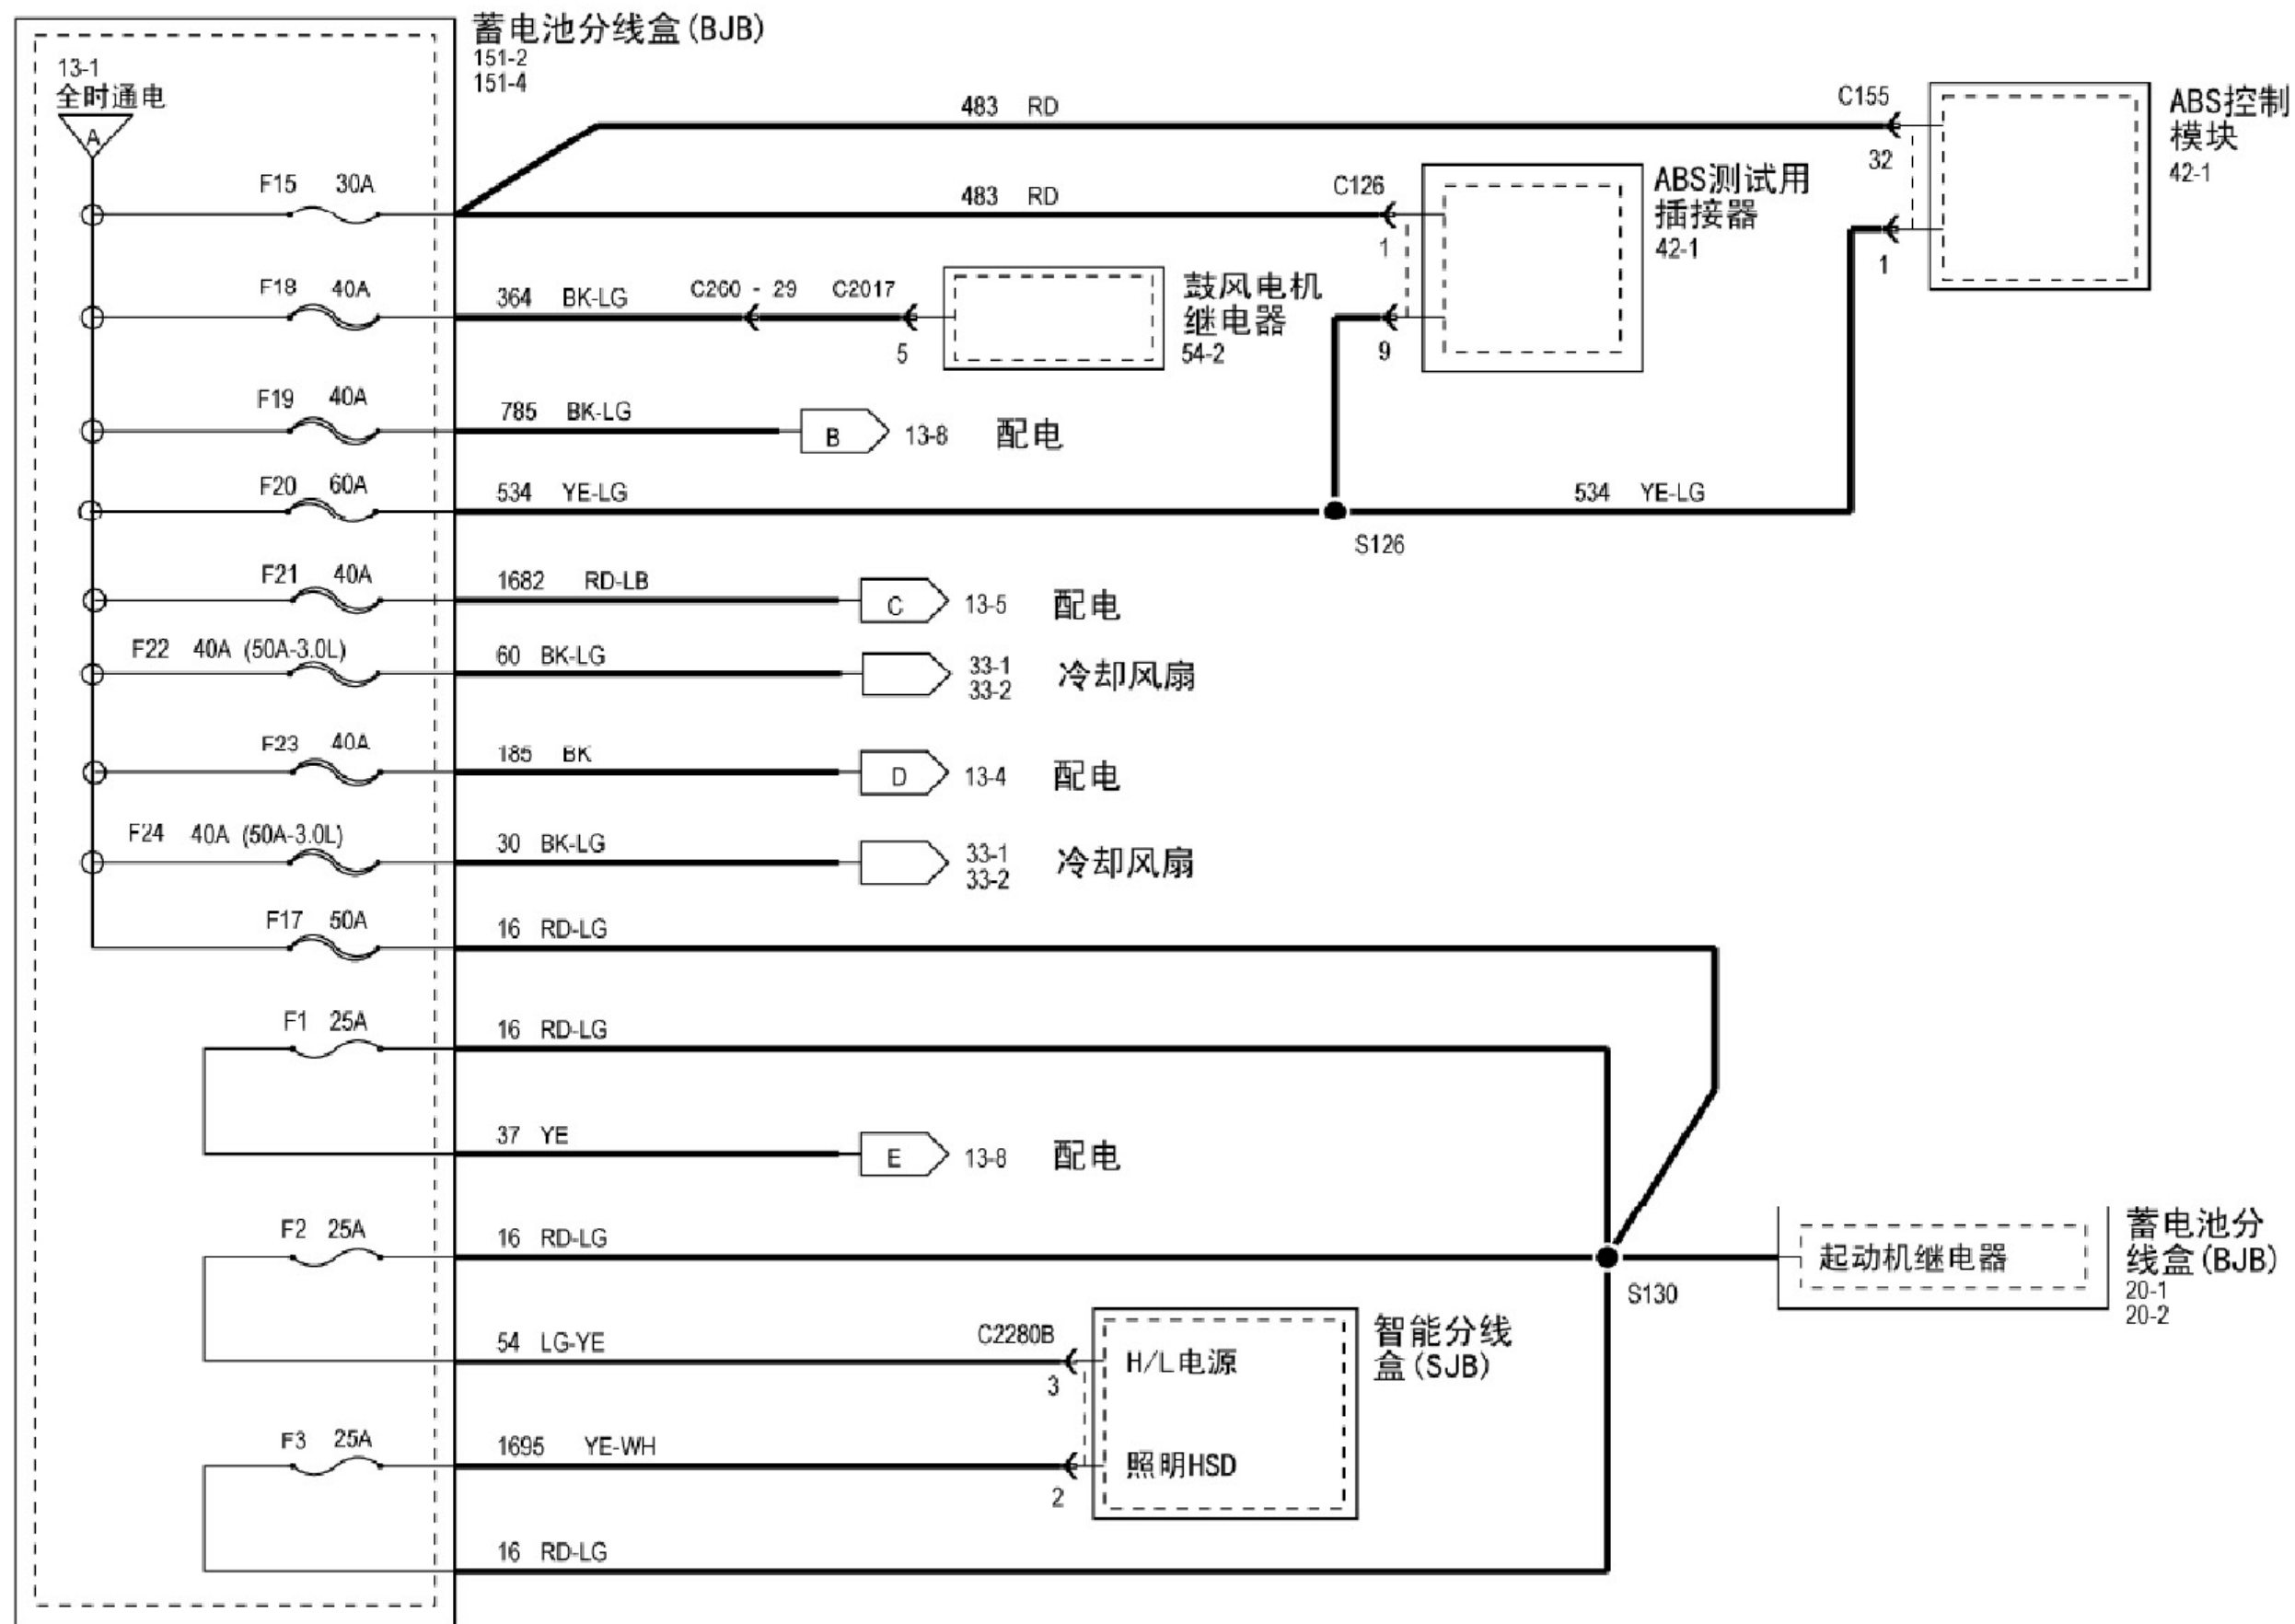 蓄电池分线盒(BJB)
151-2
151-4
13-1
全时通电
A
483 RD
C155
32
1
ABS控制
模块
42-1
F15 30A
483 RD
C126
1
9
ABS测试用
插接器
42-1
F18 40A
364 BK-LG
C260 - 29
C2017
5
鼓风电机
继电器
54-2
F19 40A
785 BK-LG
B
13-8
配电
F20 60A
534 YE-LG
534 YE-LG
S126
F21 40A
1682 RD-LB
C
13-5
配电
F22 40A (50A-3.0L)
60 BK-LG
33-1
33-2
冷却风扇
F23 40A
185 BK
D
13-4
配电
F24 40A (50A-3.0L)
30 BK-LG
33-1
33-2
冷却风扇
F17 50A
16 RD-LG
F1 25A
16 RD-LG
37 YE
E
13-8
配电
F2 25A
16 RD-LG
S130
起动机继电器
蓄电池分
线盒(BJB)
20-1
20-2
54 LG-YE
C2280B
3
H/L电源
智能分线
盒(SJB)
F3 25A
1695 YE-WH
2
照明HSD
16 RD-LG